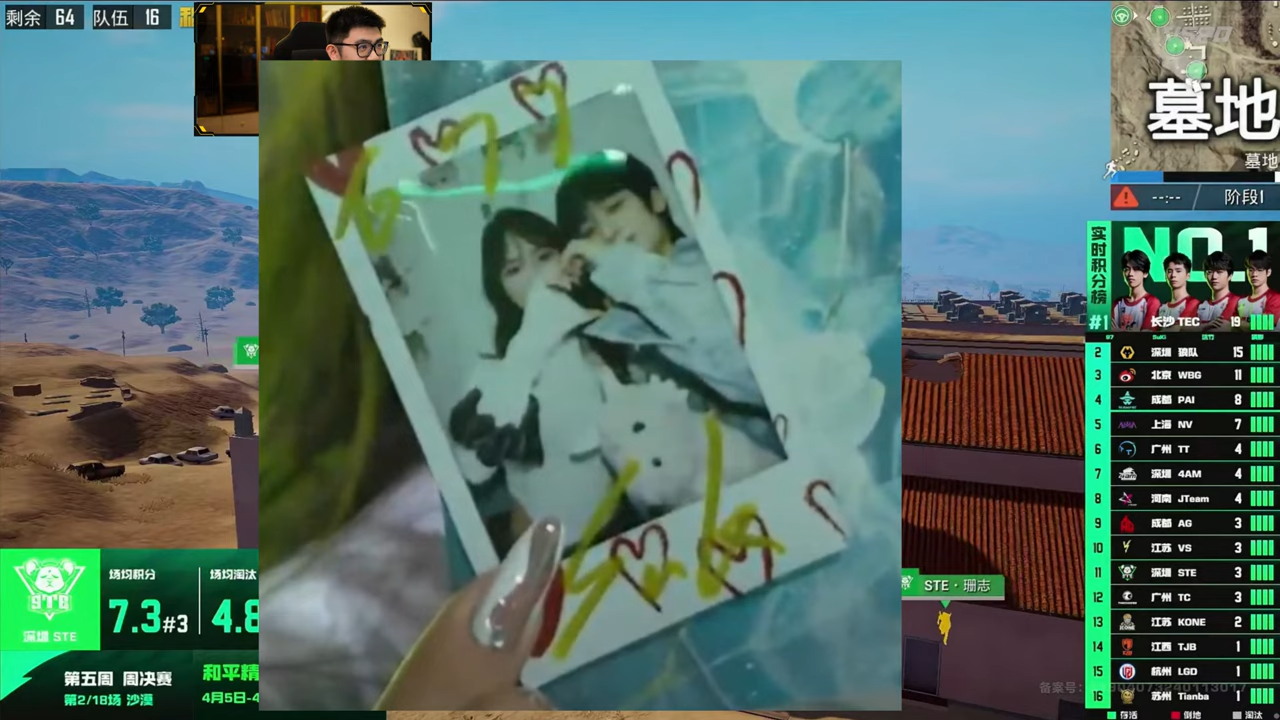 剩余 64 队伍 16
墓地
墓地
--:-- 阶段1
实时积分榜
NO.1
#1 长沙 TEC 19
2 深圳 狼队 15
3 北京 WBG 11
4 成都 PAI 8
5 上海 NV 7
6 广州 TT 4
7 深圳 4AM 4
8 河南 JTeam 4
9 成都 AG 3
10 江苏 VS 3
11 深圳 STE 3
12 广州 TC 3
13 江苏 KONE 2
14 江西 TJB 1
15 杭州 LGD 1
16 苏州 Tianba 1
存活 倒地 淘汰
STE·珊志
STE
深圳 STE
场均积分 场均淘汰
7.3 #3 4.8
第五周 周决赛 和平精
第2/18场 沙漠 4月5日-4